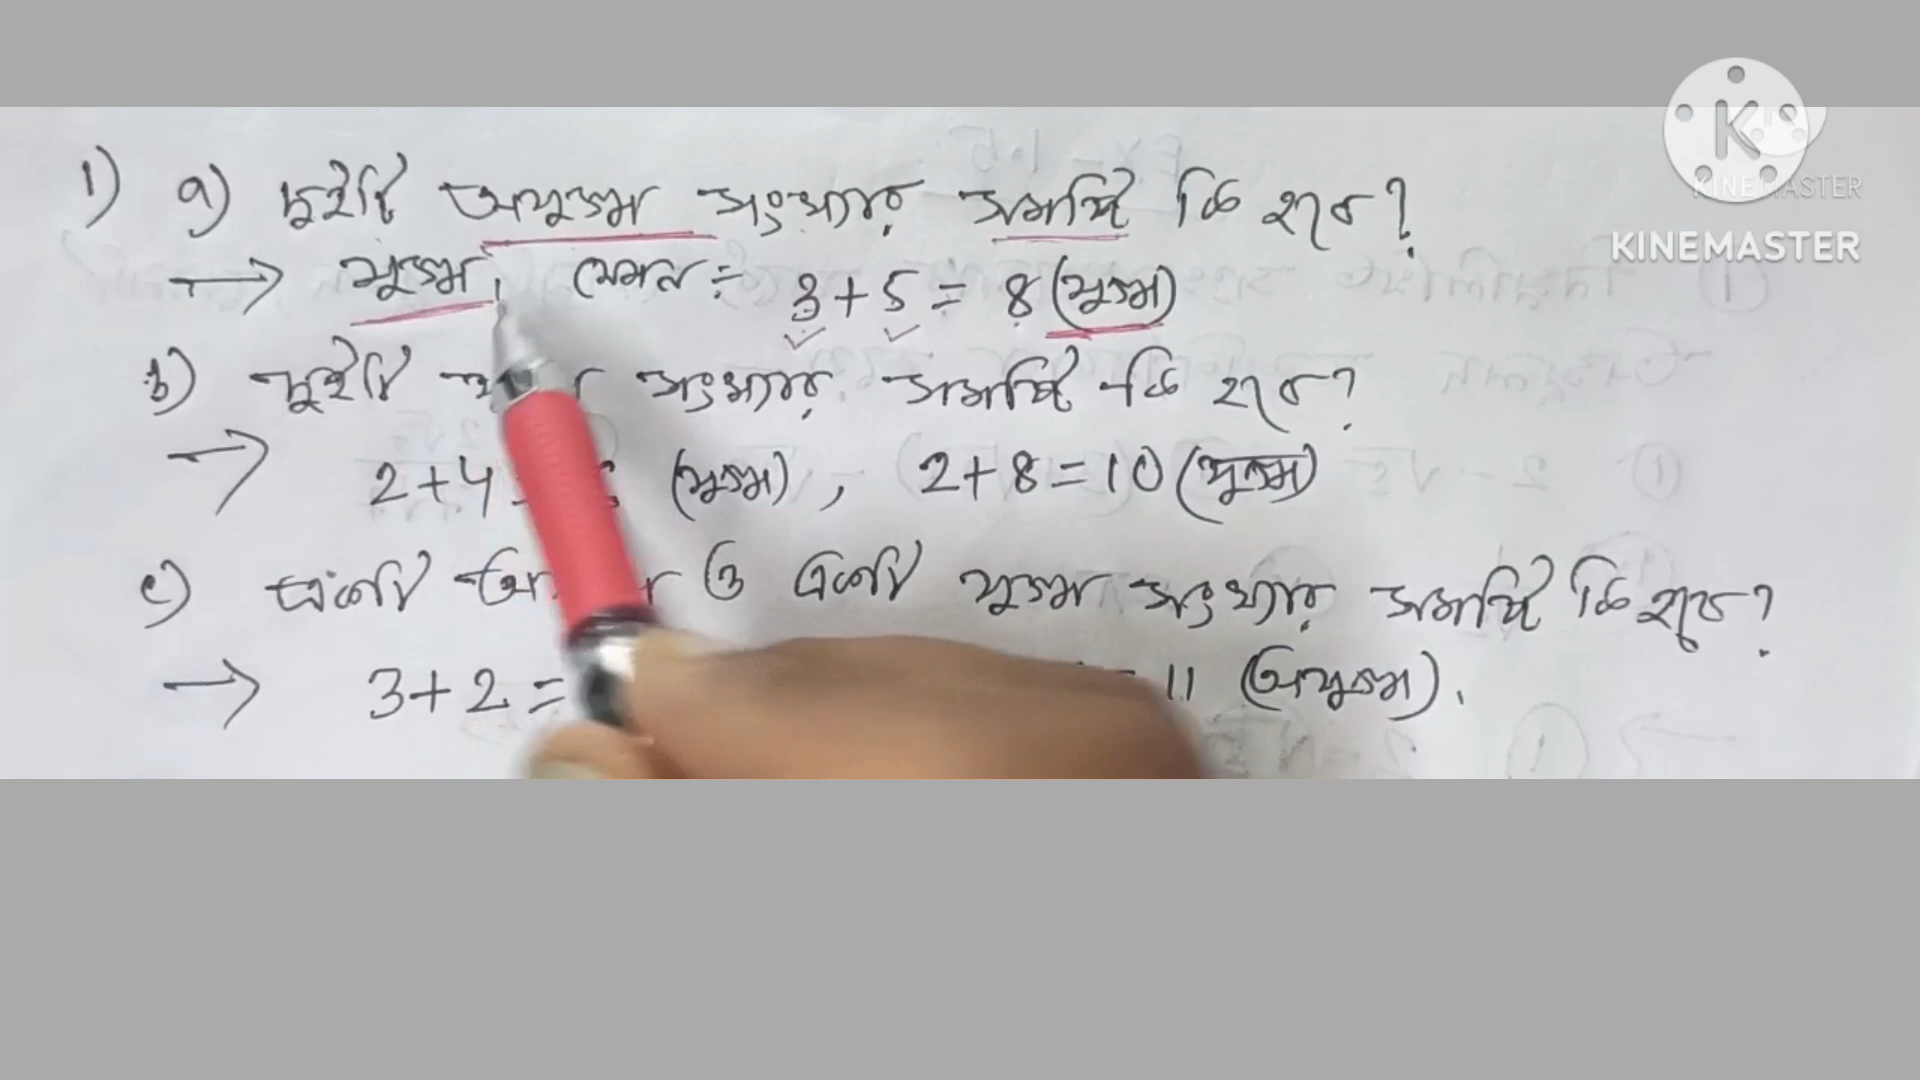 KINEMASTER
KINEMASTER
1) a) দুইটি অযুগ্ম সংখ্যার সমষ্টি কি হবে?
→ যুগ্ম, যেমন ÷ 3 + 5 = 8 (যুগ্ম)
b) দুইটি সংখ্যার সমষ্টি কি হবে?
→ 2 + 4 (যুগ্ম), 2 + 8 = 10 (যুগ্ম)
c) একটি ও একটি যুগ্ম সংখ্যার সমষ্টি কি হবে?
→ 3 + 2 = = 11 (অযুগ্ম).